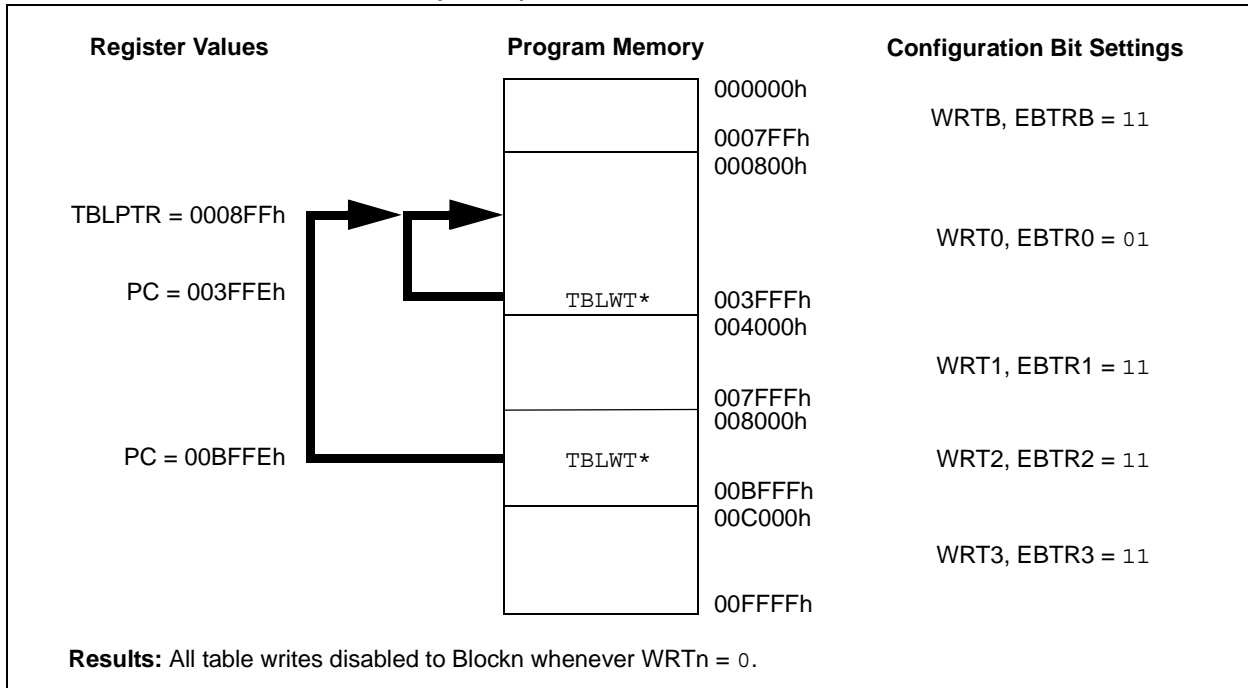 Register Values
Program Memory
Configuration Bit Settings
000000h
WRTB, EBTRB = 11
0007FFh
000800h
TBLPTR = 0008FFh
WRT0, EBTR0 = 01
PC = 003FFEh
TBLWT*
003FFFh
004000h
WRT1, EBTR1 = 11
007FFFh
008000h
PC = 00BFFEh
TBLWT*
WRT2, EBTR2 = 11
00BFFFh
00C000h
WRT3, EBTR3 = 11
00FFFFh
Results: All table writes disabled to Blockn whenever WRTn = 0.